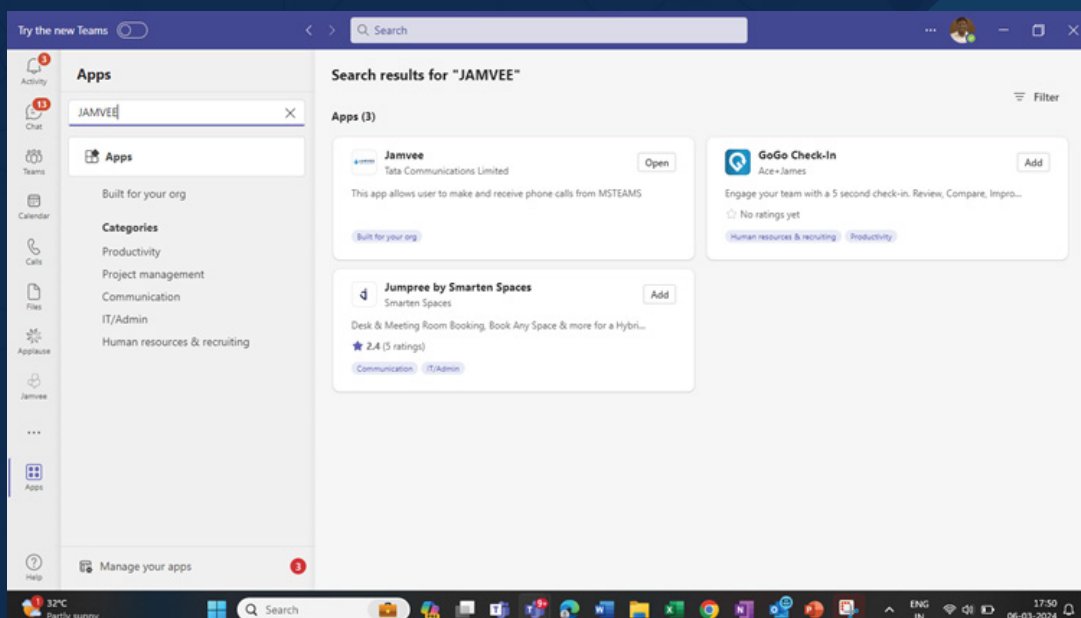 Try the new Teams
Search
3
Activity
13
Chat
Teams
Calendar
Calls
Files
Applause
Jamvee
Apps
Help
Apps
JAMVEE
Apps
Built for your org
Categories
Productivity
Project management
Communication
IT/Admin
Human resources & recruiting
Manage your apps
3
Search results for "JAMVEE"
Filter
Apps (3)
Jamvee
Tata Communications Limited
Open
This app allows user to make and receive phone calls from MSTEAMS
Built for your org
GoGo Check-In
Ace+James
Add
Engage your team with a 5 second check-in. Review, Compare, Impro...
No ratings yet
Human resources & recruiting Productivity
Jumpree by Smarten Spaces
Smarten Spaces
Add
Desk & Meeting Room Booking, Book Any Space & more for a Hybri...
2.4 (5 ratings)
Communication IT/Admin
32°C
Partly sunny
Search
9+
ENG
IN
17:50
06-03-2024